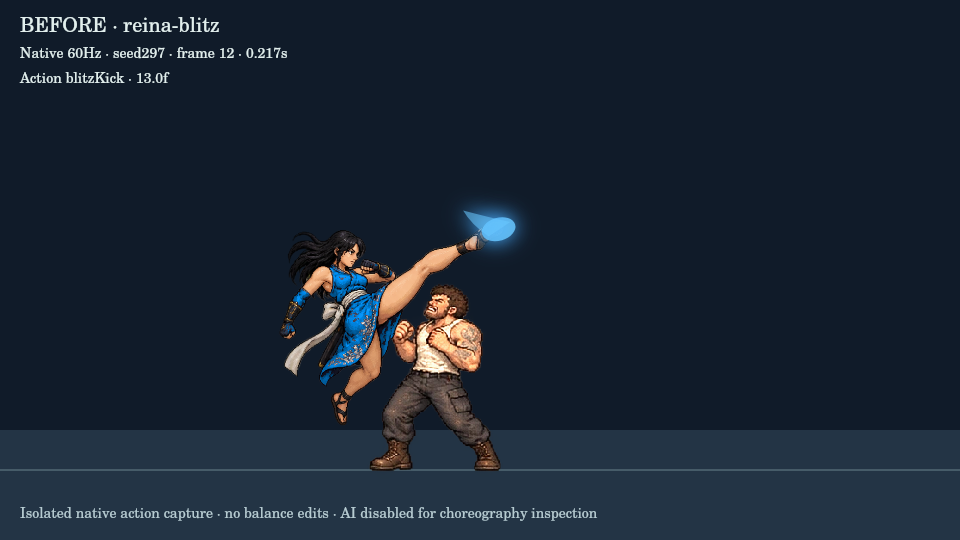 BEFORE · reina-blitz
Native 60Hz · seed297 · frame 12 · 0.217s
Action blitzKick · 13.0f
Isolated native action capture · no balance edits · AI disabled for choreography inspection